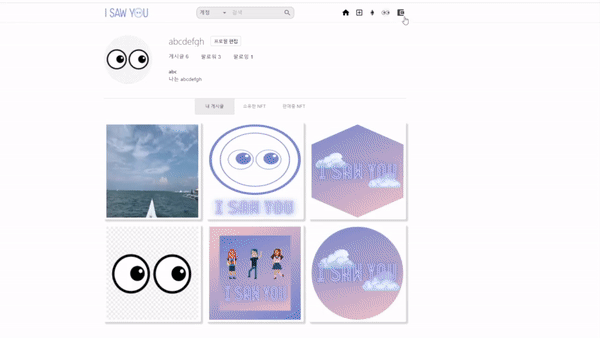 I SAW YOU
계정 검색
abcdefgh 프로필 편집
게시글 6 팔로워 3 팔로잉 1
abc
나는 abcdefgh
내 게시글 소유한 NFT 판매중 NFT
I SAW YOU
I SAW YOU
I SAW YOU
I SAW YOU